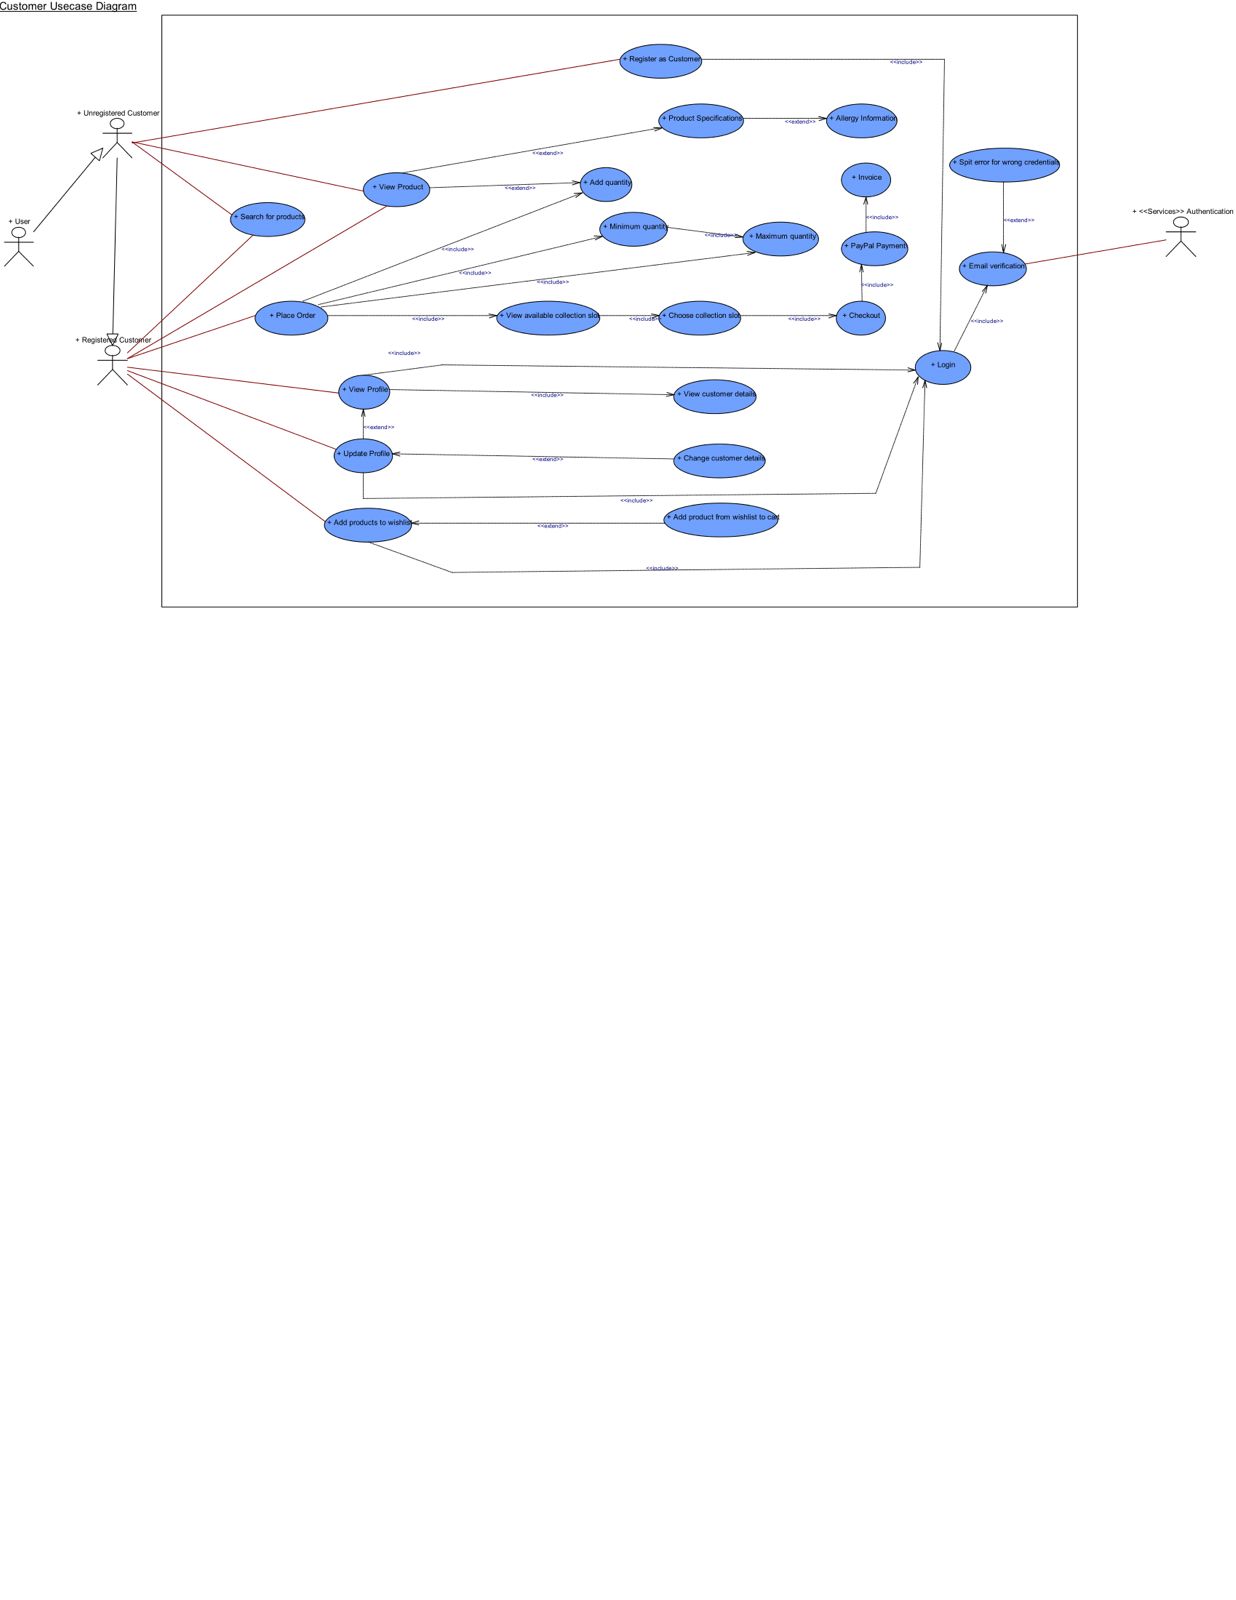 Customer Usecase Diagram
+ Register as Customer
<<include>>
+ Unregistered Customer
+ Product Specifications
<<extend>>
+ Allergy Information
<<extend>>
+ Spit error for wrong credentials
+ View Product
<<extend>>
+ Add quantity
+ Invoice
+ Search for products
<<include>>
<<extend>>
+ <<Services>> Authentication
+ User
+ Minimum quantity
<<include>>
+ Maximum quantity
+ PayPal Payment
<<include>>
<<include>>
<<include>>
+ Email verification
<<include>>
+ Place Order
<<include>>
+ View available collection slot
<<include>>
+ Choose collection slot
<<include>>
+ Checkout
<<include>>
+ Registered Customer
<<include>>
+ Login
+ View Profile
<<include>>
+ View customer details
<<extend>>
+ Update Profile
<<extend>>
+ Change customer details
<<include>>
+ Add products to wishlist
<<extend>>
+ Add product from wishlist to cart
<<include>>